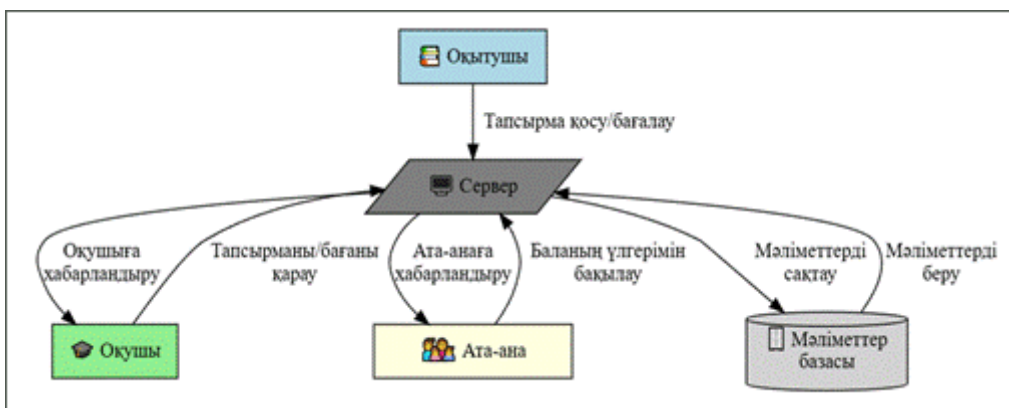 Оқытушы
Тапсырма қосу/бағалау
Сервер
Оқушыға
хабарландыру
Тапсырманы/бағаны
қарау
Ата-анаға
хабарландыру
Баланың үлгерімін
бақылау
Мәліметтерді
сақтау
Мәліметтерді
беру
Оқушы
Ата-ана
Мәліметтер
базасы